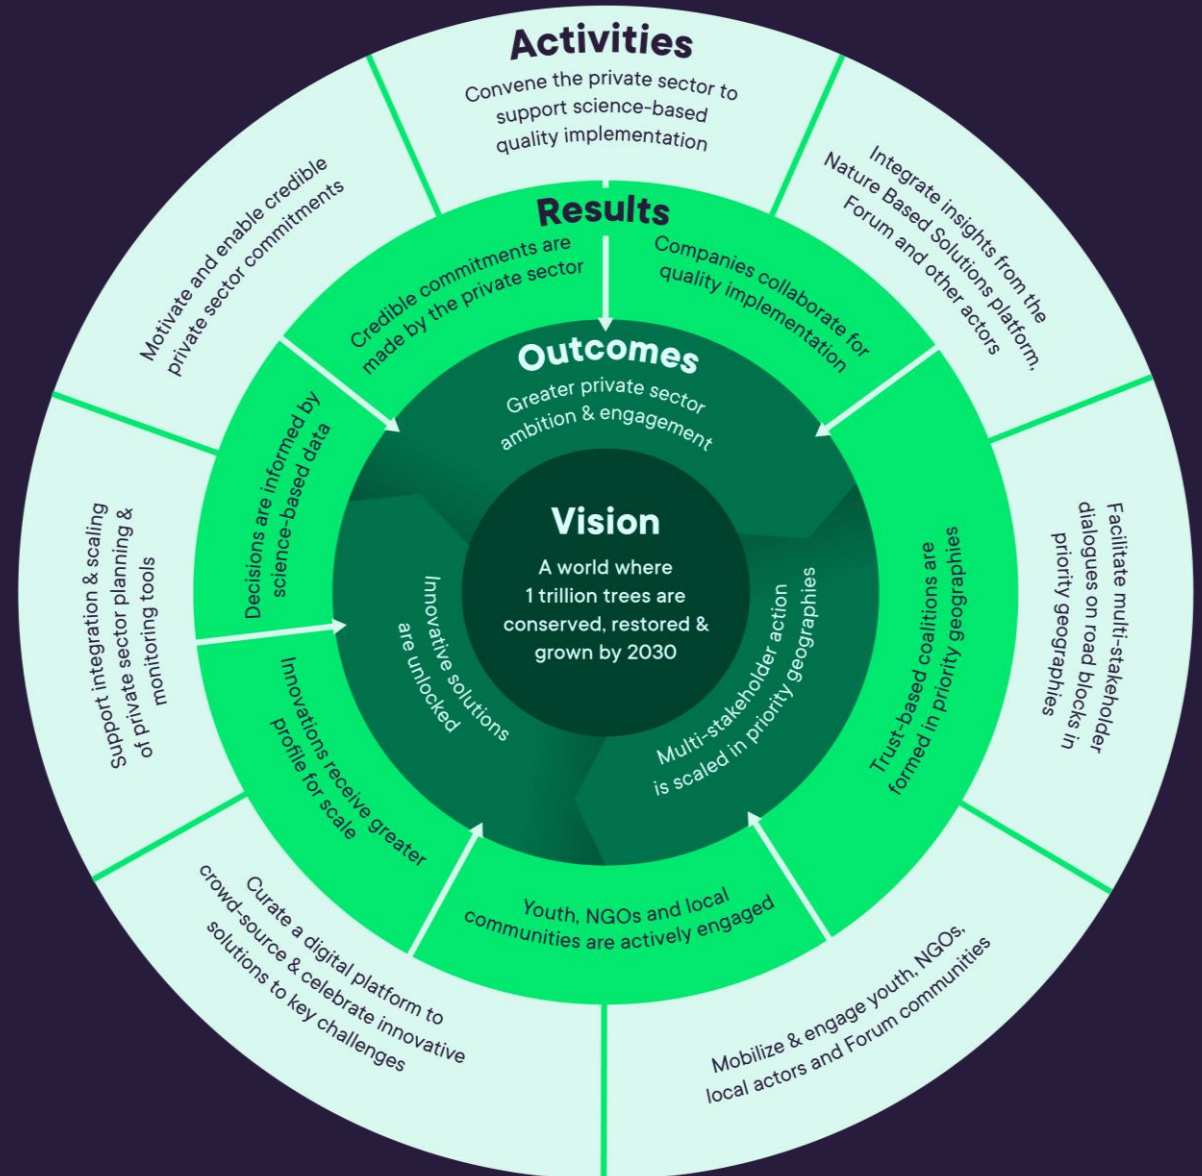 Activities
Convene the private sector to
support science-based
quality implementation
Integrate insights from the
Nature Based Solutions platform,
Forum and other actors
Facilitate multi-stakeholder
dialogues on road blocks in
priority geographies
Mobilize & engage youth, NGOs,
local actors and Forum communities
Curate a digital platform to
crowd-source & celebrate innovative
solutions to key challenges
Support integration & scaling
of private sector planning &
monitoring tools
Motivate and enable credible
private sector commitments
Results
Credible commitments are
made by the private sector
Companies collaborate for
quality implementation
Trust-based coalitions are
formed in priority geographies
Youth, NGOs and local
communities are actively engaged
Innovations receive greater
profile for scale
Decisions are informed by
science-based data
Outcomes
Greater private sector
ambition & engagement
Multi-stakeholder action
is scaled in priority geographies
Innovative solutions
are unlocked
Vision
A world where
1 trillion trees are
conserved, restored &
grown by 2030